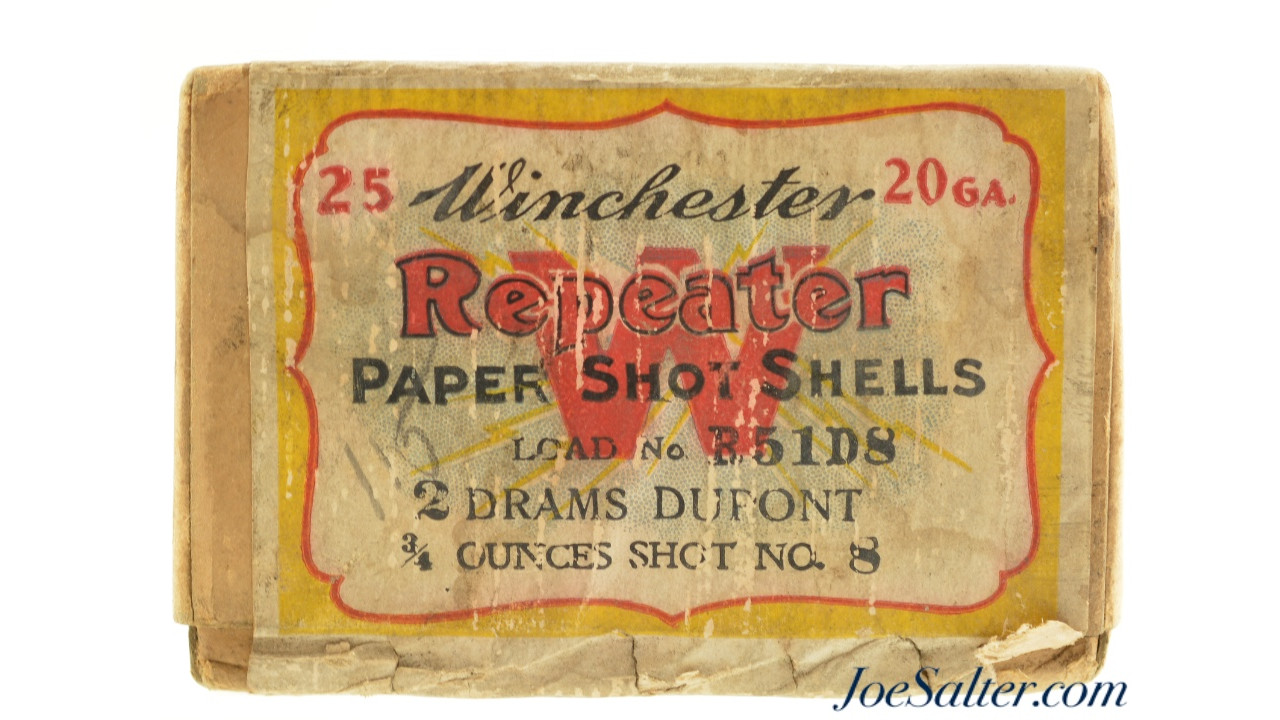 25 Winchester 20GA.
Repeater
W
PAPER SHOT SHELLS
LOAD No R51D8
2 DRAMS DUPONT
¾ OUNCES SHOT NO. 8
JoeSalter.com